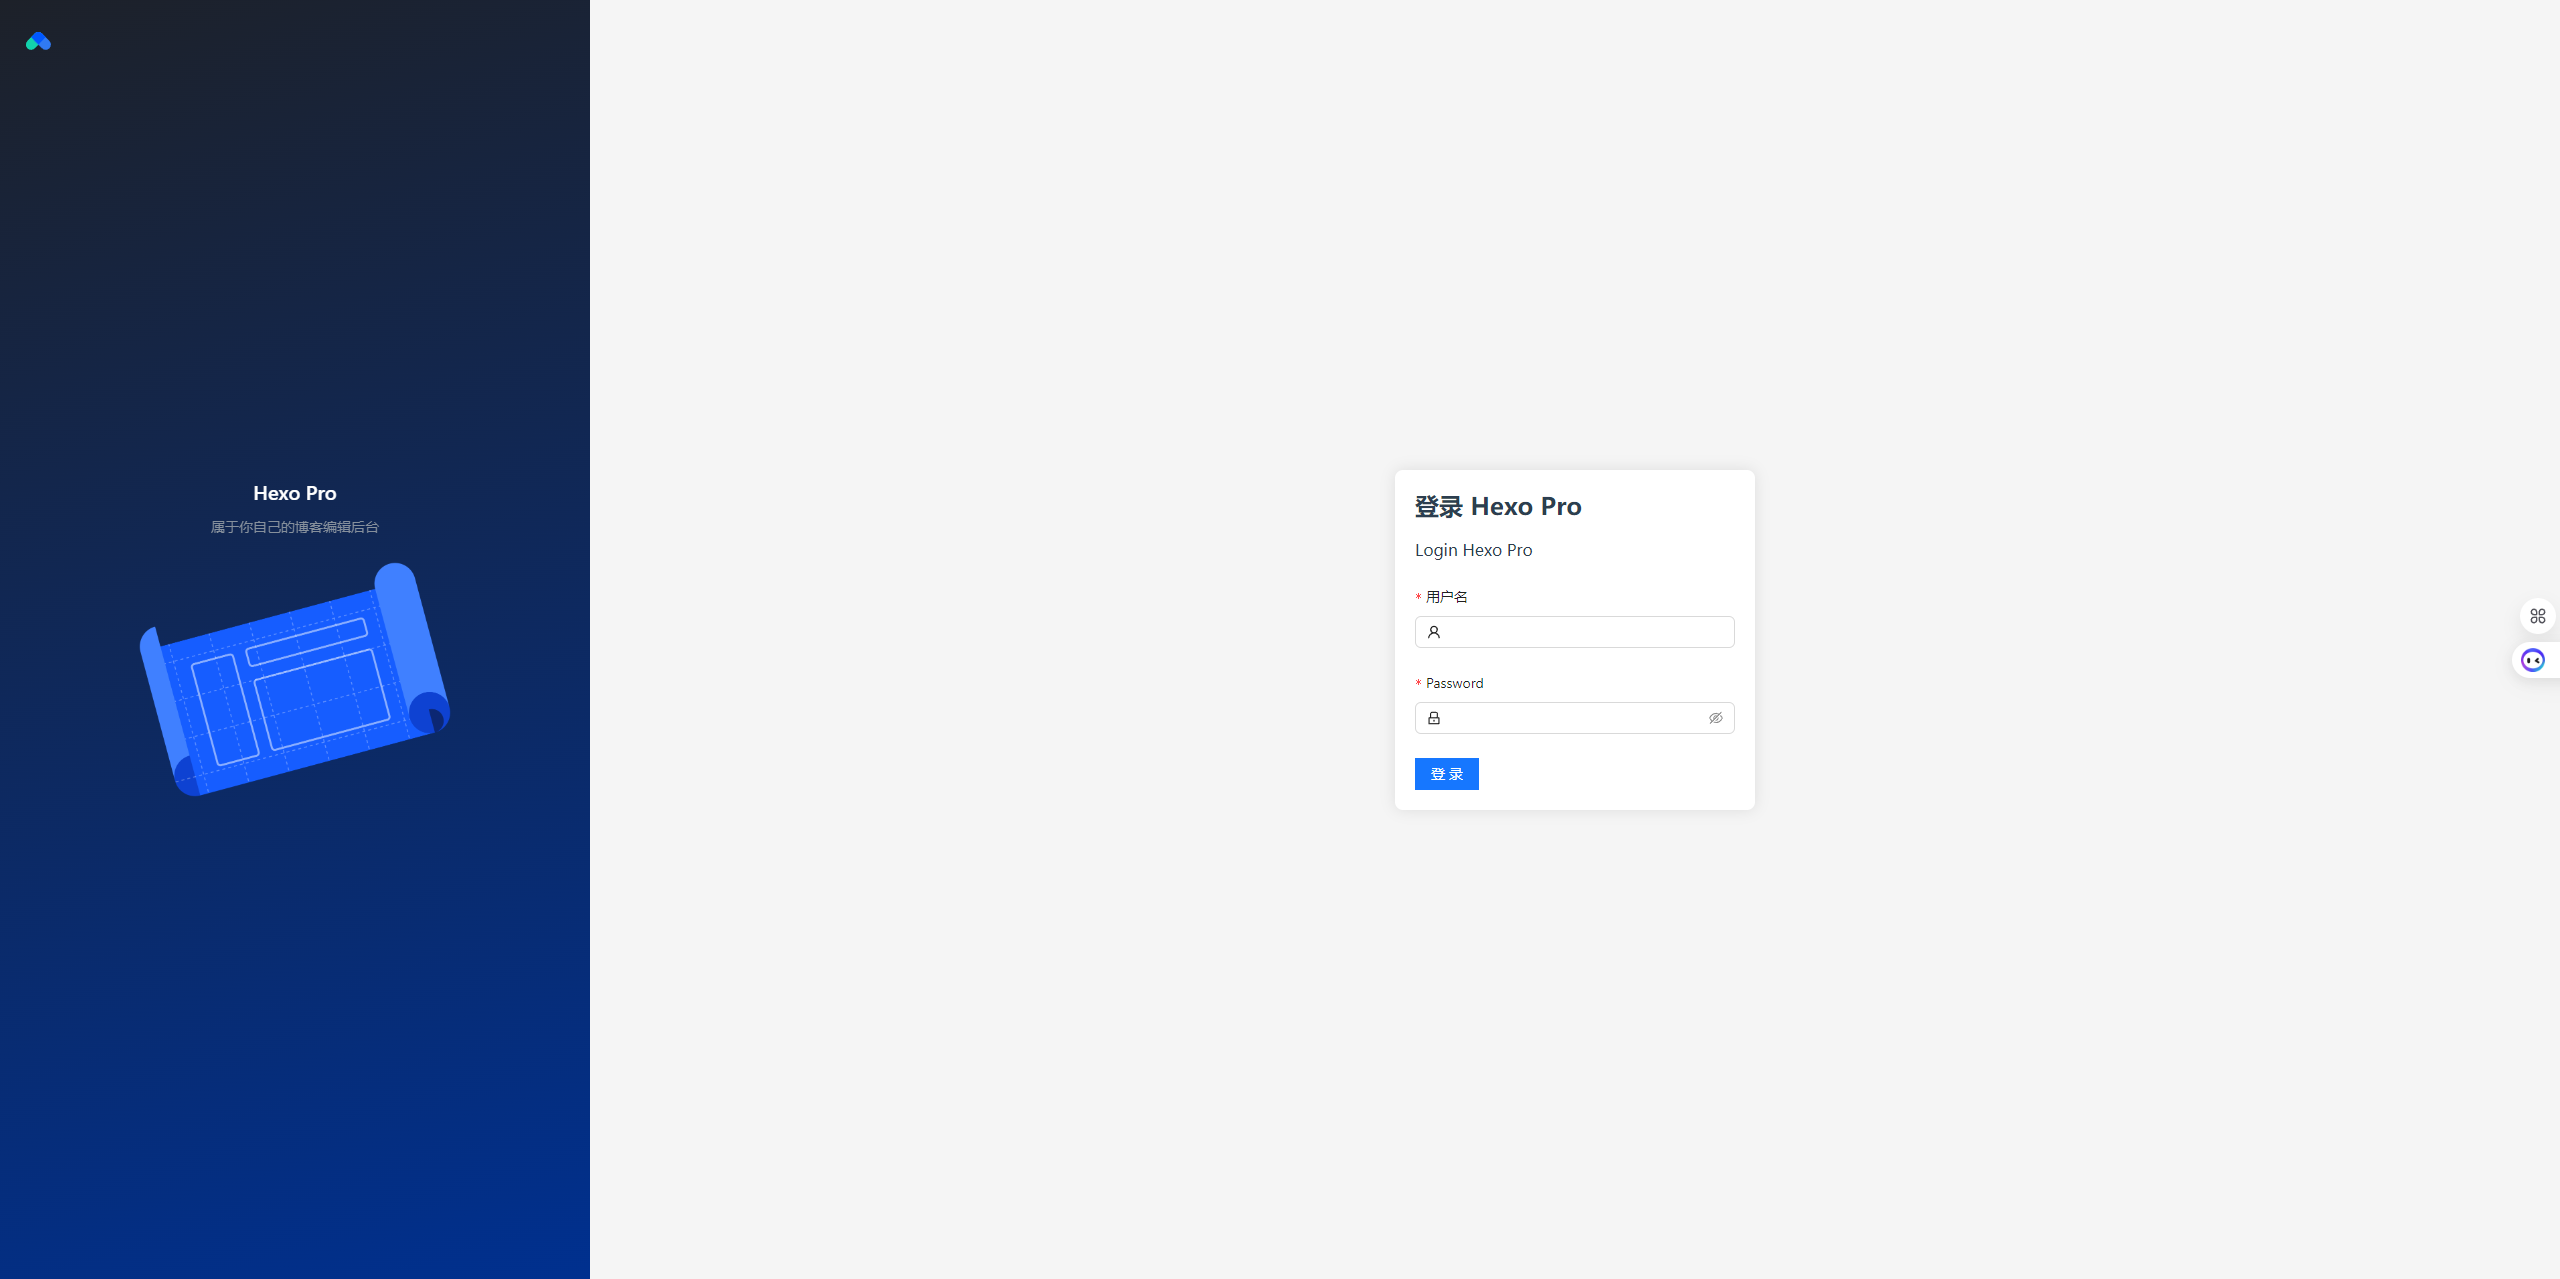 Hexo Pro
属于你自己的博客编辑后台
登录 Hexo Pro
Login Hexo Pro
* 用户名
* Password
登录